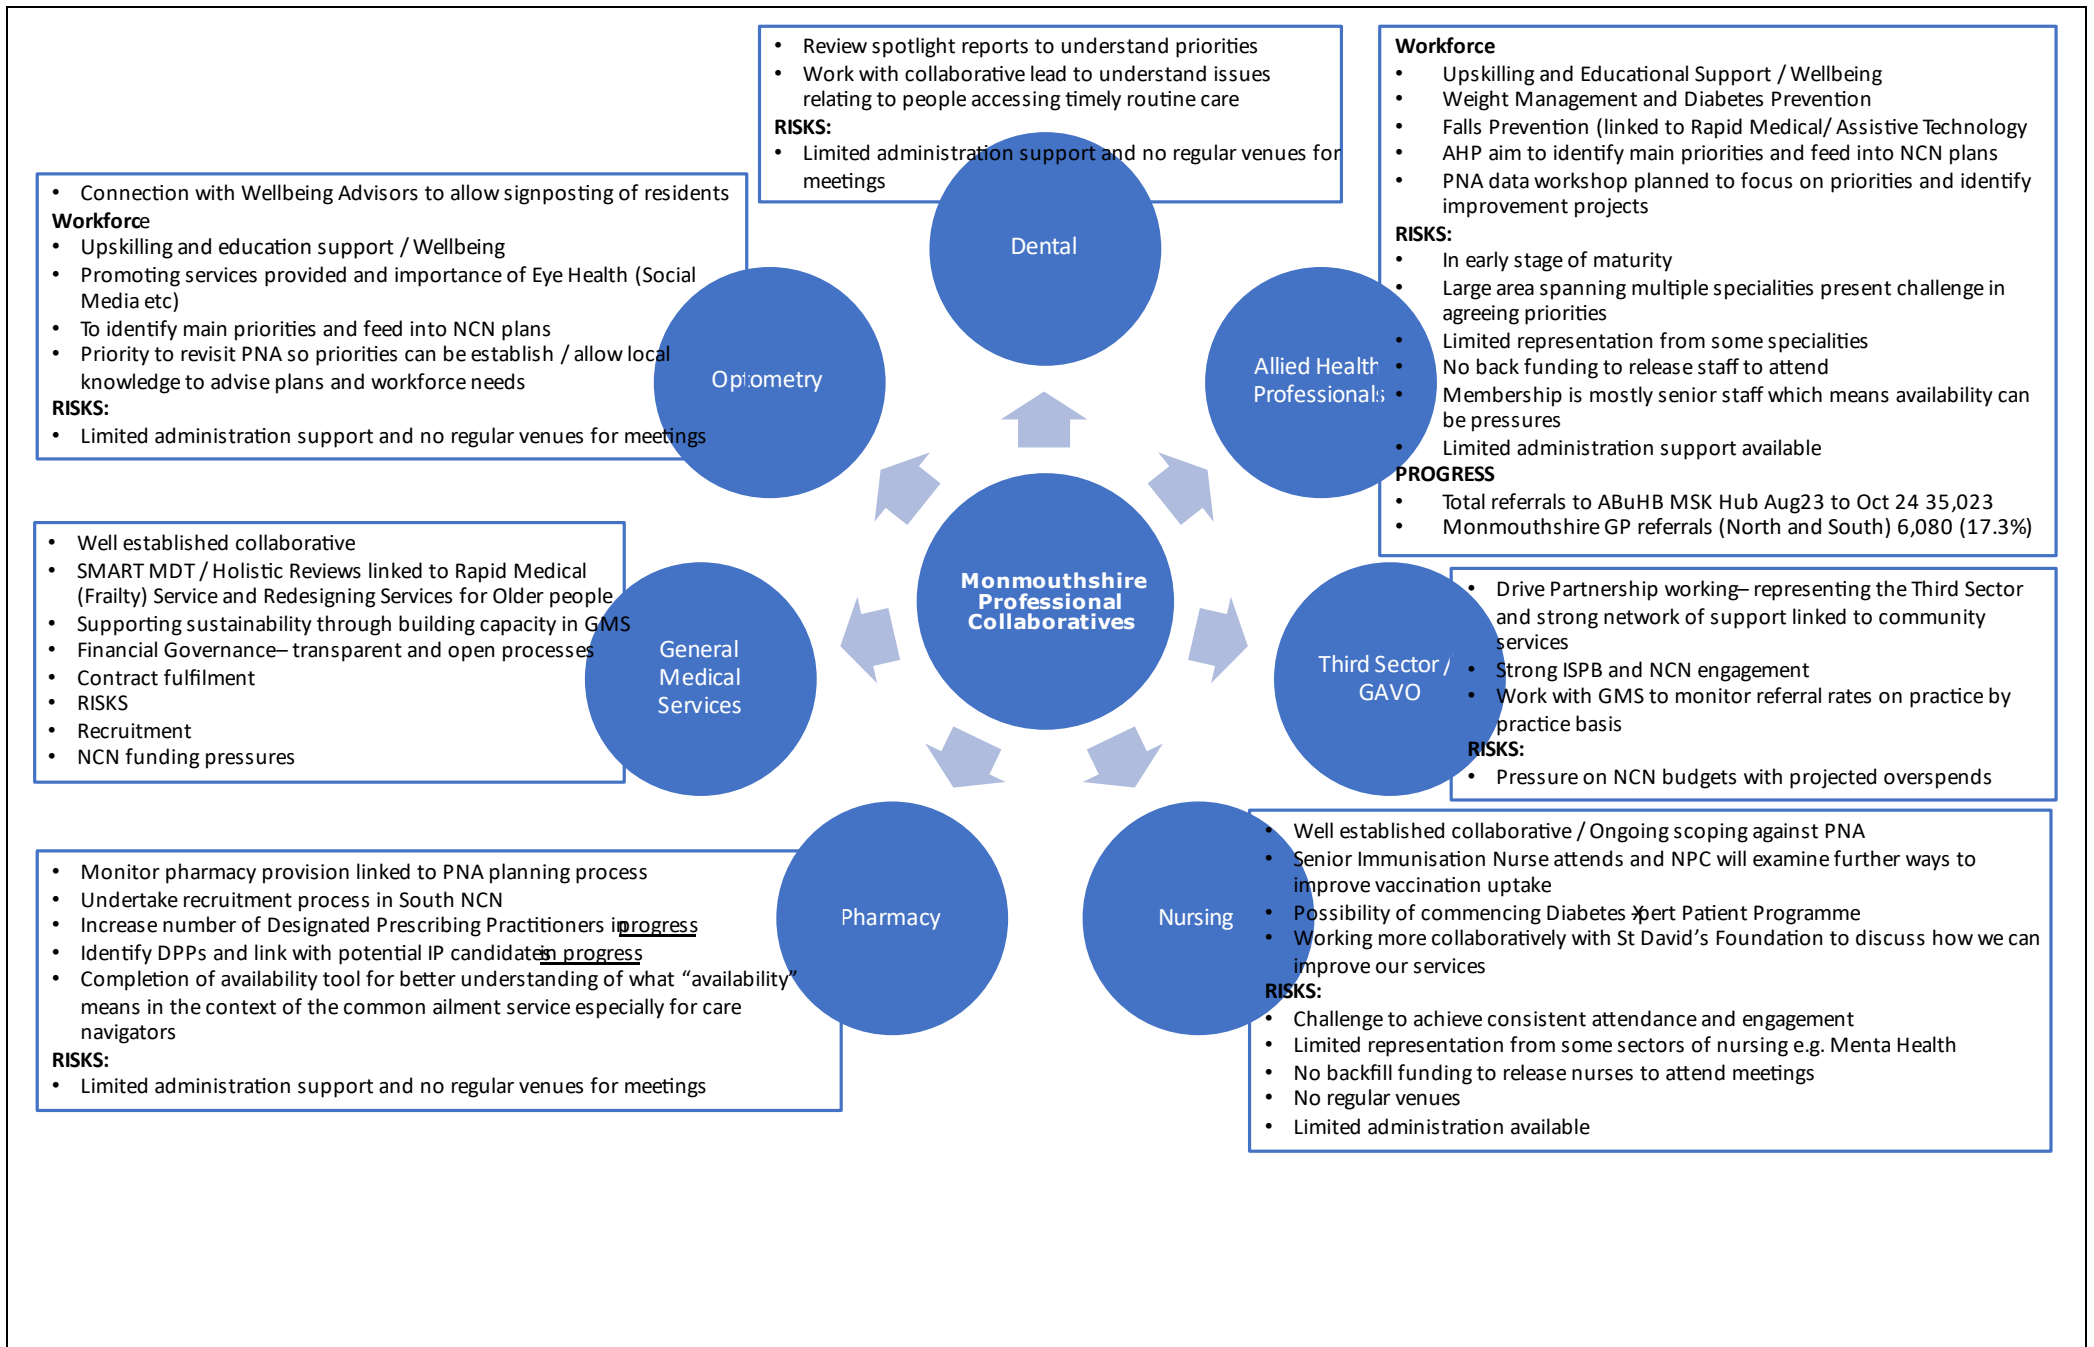 • Review spotlight reports to understand priorities
• Work with collaborative lead to understand issues
relating to people accessing timely routine care
RISKS:
• Limited administration support and no regular venues for
meetings
Dental
Workforce
• Upskilling and Educational Support / Wellbeing
• Weight Management and Diabetes Prevention
• Falls Prevention (linked to Rapid Medical/ Assistive Technology
• AHP aim to identify main priorities and feed into NCN plans
• PNA data workshop planned to focus on priorities and identify
improvement projects
RISKS:
• In early stage of maturity
• Large area spanning multiple specialities present challenge in
agreeing priorities
• Limited representation from some specialities
• No back funding to release staff to attend
• Membership is mostly senior staff which means availability can
be pressures
• Limited administration support available
PROGRESS
• Total referrals to ABuHB MSK Hub Aug23 to Oct 24 35,023
• Monmouthshire GP referrals (North and South) 6,080 (17.3%)
Allied Health
Professionals
• Connection with Wellbeing Advisors to allow signposting of residents
Workforce
• Upskilling and education support / Wellbeing
• Promoting services provided and importance of Eye Health (Social
Media etc)
• To identify main priorities and feed into NCN plans
• Priority to revisit PNA so priorities can be establish / allow local
knowledge to advise plans and workforce needs
RISKS:
• Limited administration support and no regular venues for meetings
Optometry
Monmouthshire
Professional
Collaboratives
• Well established collaborative
• SMART MDT / Holistic Reviews linked to Rapid Medical
(Frailty) Service and Redesigning Services for Older people
• Supporting sustainability through building capacity in GMS
• Financial Governance– transparent and open processes
• Contract fulfilment
• RISKS
• Recruitment
• NCN funding pressures
General
Medical
Services
• Drive Partnership working– representing the Third Sector
and strong network of support linked to community
services
• Strong ISPB and NCN engagement
• Work with GMS to monitor referral rates on practice by
practice basis
RISKS:
• Pressure on NCN budgets with projected overspends
Third Sector /
GAVO
• Monitor pharmacy provision linked to PNA planning process
• Undertake recruitment process in South NCN
• Increase number of Designated Prescribing Practitioners in progress
• Identify DPPs and link with potential IP candidates in progress
• Completion of availability tool for better understanding of what “availability”
means in the context of the common ailment service especially for care
navigators
RISKS:
• Limited administration support and no regular venues for meetings
Pharmacy
• Well established collaborative / Ongoing scoping against PNA
• Senior Immunisation Nurse attends and NPC will examine further ways to
improve vaccination uptake
• Possibility of commencing Diabetes Xpert Patient Programme
• Working more collaboratively with St David’s Foundation to discuss how we can
improve our services
RISKS:
• Challenge to achieve consistent attendance and engagement
• Limited representation from some sectors of nursing e.g. Menta Health
• No backfill funding to release nurses to attend meetings
• No regular venues
• Limited administration available
Nursing